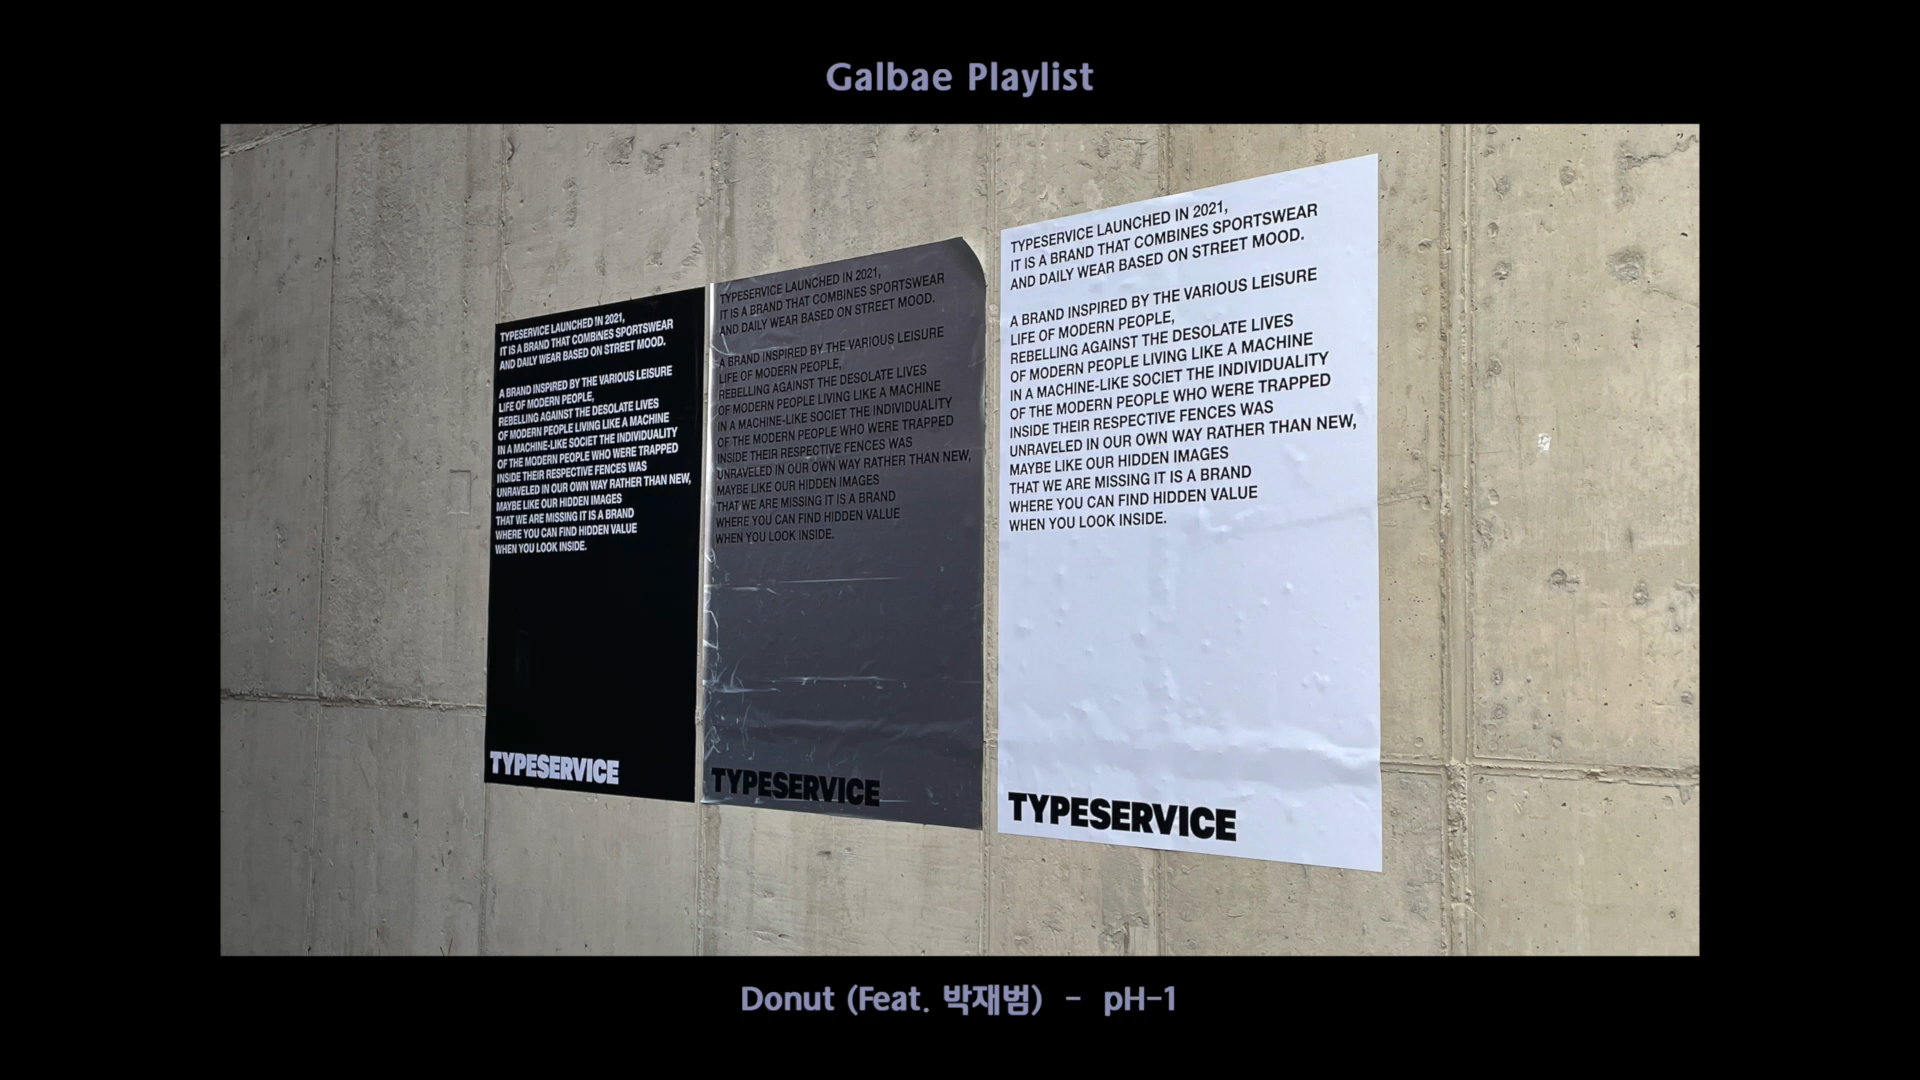 Galbae Playlist
TYPESERVICE LAUNCHED IN 2021,
IT IS A BRAND THAT COMBINES SPORTSWEAR
AND DAILY WEAR BASED ON STREET MOOD.
A BRAND INSPIRED BY THE VARIOUS LEISURE
LIFE OF MODERN PEOPLE,
REBELLING AGAINST THE DESOLATE LIVES
OF MODERN PEOPLE LIVING LIKE A MACHINE
IN A MACHINE-LIKE SOCIET THE INDIVIDUALITY
OF THE MODERN PEOPLE WHO WERE TRAPPED
INSIDE THEIR RESPECTIVE FENCES WAS
UNRAVELED IN OUR OWN WAY RATHER THAN NEW,
MAYBE LIKE OUR HIDDEN IMAGES
THAT WE ARE MISSING IT IS A BRAND
WHERE YOU CAN FIND HIDDEN VALUE
WHEN YOU LOOK INSIDE.
TYPESERVICE
TYPESERVICE LAUNCHED IN 2021,
IT IS A BRAND THAT COMBINES SPORTSWEAR
AND DAILY WEAR BASED ON STREET MOOD.
A BRAND INSPIRED BY THE VARIOUS LEISURE
LIFE OF MODERN PEOPLE,
REBELLING AGAINST THE DESOLATE LIVES
OF MODERN PEOPLE LIVING LIKE A MACHINE
IN A MACHINE-LIKE SOCIET THE INDIVIDUALITY
OF THE MODERN PEOPLE WHO WERE TRAPPED
INSIDE THEIR RESPECTIVE FENCES WAS
UNRAVELED IN OUR OWN WAY RATHER THAN NEW,
MAYBE LIKE OUR HIDDEN IMAGES
THAT WE ARE MISSING IT IS A BRAND
WHERE YOU CAN FIND HIDDEN VALUE
WHEN YOU LOOK INSIDE.
TYPESERVICE
TYPESERVICE LAUNCHED IN 2021,
IT IS A BRAND THAT COMBINES SPORTSWEAR
AND DAILY WEAR BASED ON STREET MOOD.
A BRAND INSPIRED BY THE VARIOUS LEISURE
LIFE OF MODERN PEOPLE,
REBELLING AGAINST THE DESOLATE LIVES
OF MODERN PEOPLE LIVING LIKE A MACHINE
IN A MACHINE-LIKE SOCIET THE INDIVIDUALITY
OF THE MODERN PEOPLE WHO WERE TRAPPED
INSIDE THEIR RESPECTIVE FENCES WAS
UNRAVELED IN OUR OWN WAY RATHER THAN NEW,
MAYBE LIKE OUR HIDDEN IMAGES
THAT WE ARE MISSING IT IS A BRAND
WHERE YOU CAN FIND HIDDEN VALUE
WHEN YOU LOOK INSIDE.
TYPESERVICE
Donut (Feat. 박재범) - pH-1